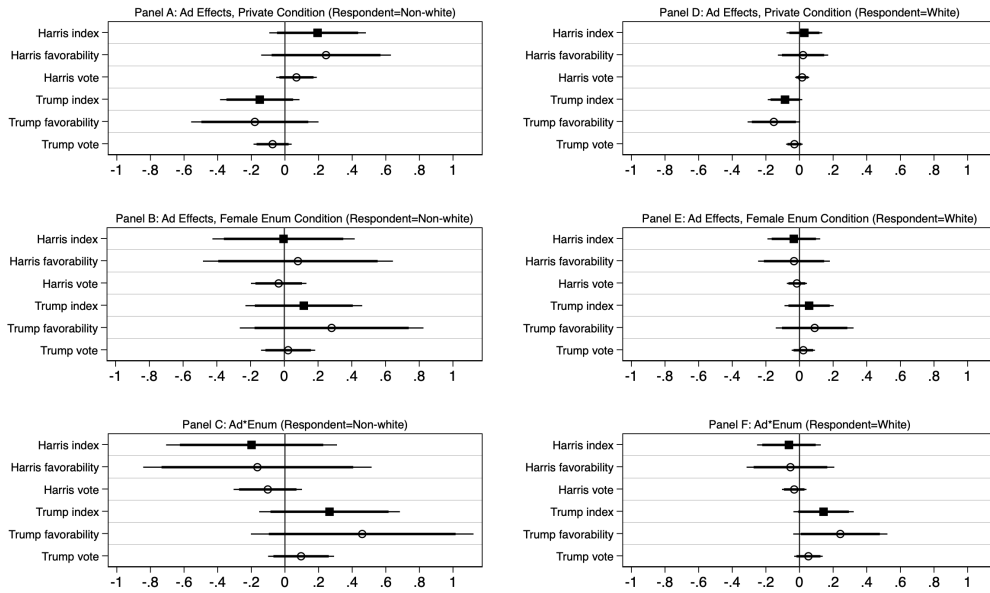 Panel A: Ad Effects, Private Condition (Respondent=Non-white)
Harris index
Harris favorability
Harris vote
Trump index
Trump favorability
Trump vote
-1 -.8 -.6 -.4 -.2 0 .2 .4 .6 .8 1
Panel D: Ad Effects, Private Condition (Respondent=White)
Harris index
Harris favorability
Harris vote
Trump index
Trump favorability
Trump vote
-1 -.8 -.6 -.4 -.2 0 .2 .4 .6 .8 1
Panel B: Ad Effects, Female Enum Condition (Respondent=Non-white)
Harris index
Harris favorability
Harris vote
Trump index
Trump favorability
Trump vote
-1 -.8 -.6 -.4 -.2 0 .2 .4 .6 .8 1
Panel E: Ad Effects, Female Enum Condition (Respondent=White)
Harris index
Harris favorability
Harris vote
Trump index
Trump favorability
Trump vote
-1 -.8 -.6 -.4 -.2 0 .2 .4 .6 .8 1
Panel C: Ad*Enum (Respondent=Non-white)
Harris index
Harris favorability
Harris vote
Trump index
Trump favorability
Trump vote
-1 -.8 -.6 -.4 -.2 0 .2 .4 .6 .8 1
Panel F: Ad*Enum (Respondent=White)
Harris index
Harris favorability
Harris vote
Trump index
Trump favorability
Trump vote
-1 -.8 -.6 -.4 -.2 0 .2 .4 .6 .8 1